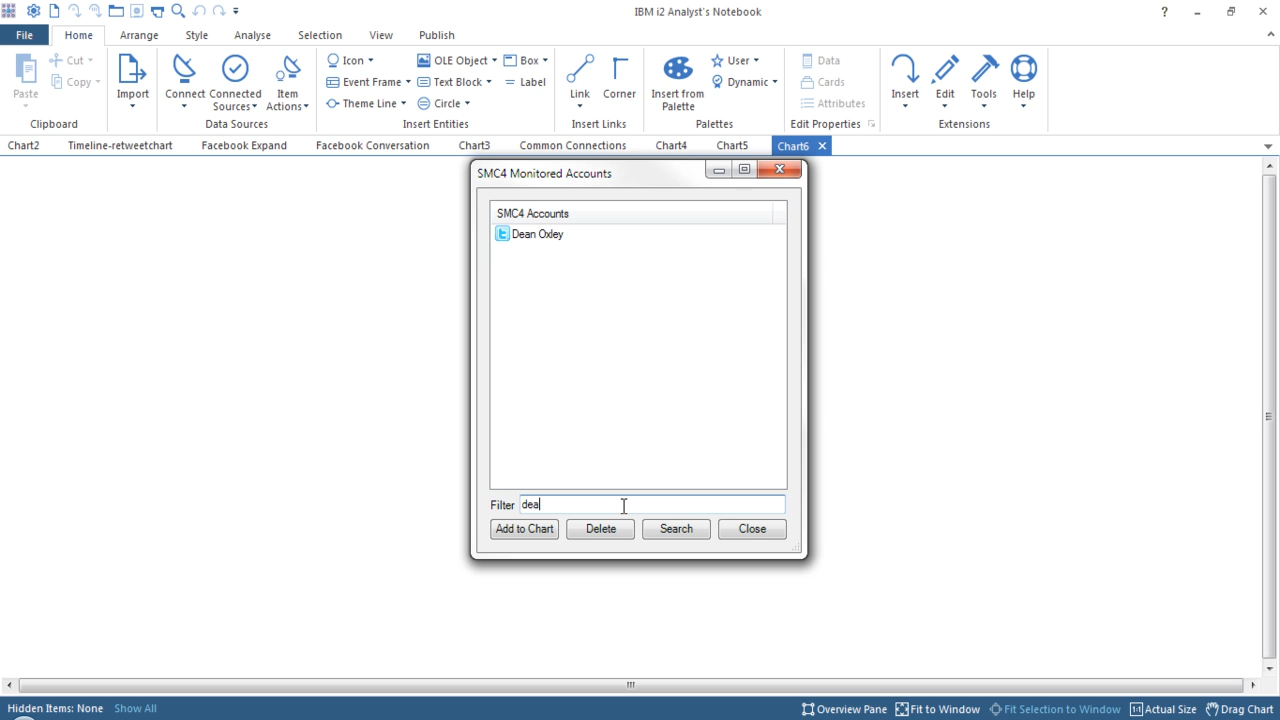 IBM i2 Analyst's Notebook
File Home Arrange Style Analyse Selection View Publish
Paste Cut Copy Import Connect Connected Sources Item Actions Icon Event Frame Theme Line OLE Object Text Block Circle Box Label Link Corner Insert from Palette User Dynamic Data Cards Attributes Insert Edit Tools Help
Clipboard Data Sources Insert Entities Insert Links Palettes Edit Properties Extensions
Chart2 Timeline-retweetchart Facebook Expand Facebook Conversation Chart3 Common Connections Chart4 Chart5 Chart6
SMC4 Monitored Accounts
SMC4 Accounts
Dean Oxley
Filter dea
Add to Chart Delete Search Close
Hidden Items: None Show All Overview Pane Fit to Window Fit Selection to Window 1:1 Actual Size Drag Chart